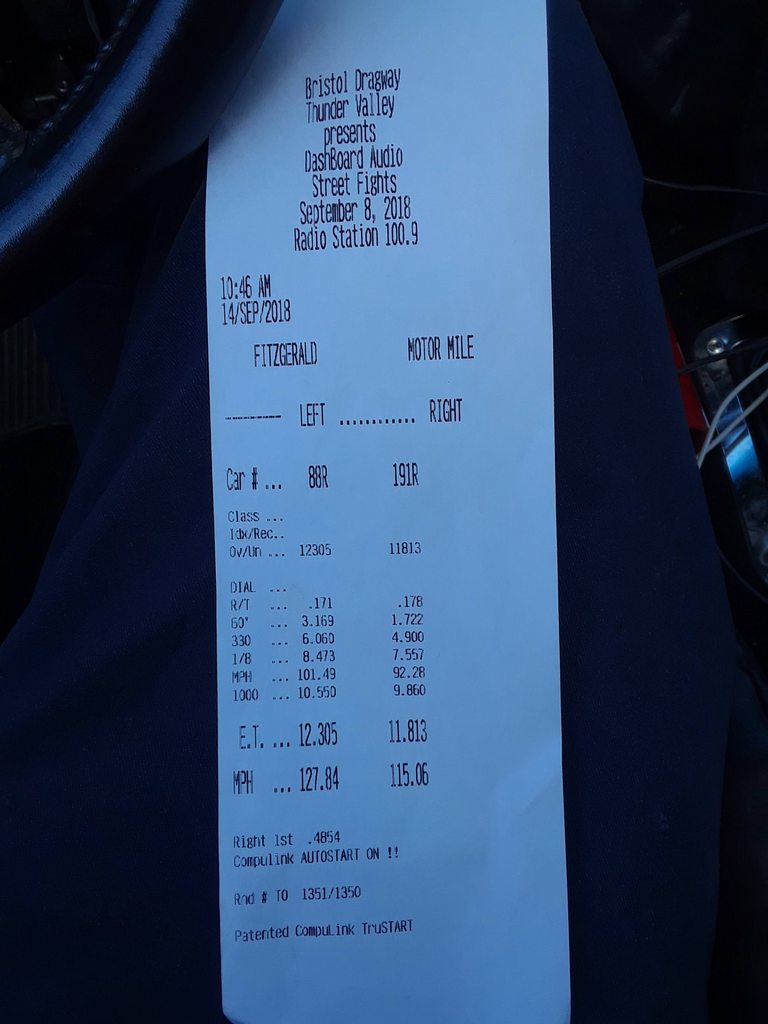 Bristol Dragway
Thunder Valley
presents
DashBoard Audio
Street Fights
September 8, 2018
Radio Station 100.9
10:46 AM
14/SEP/2018
FITZGERALD MOTOR MILE
---------- LEFT ............ RIGHT
Car # ... 88R 191R
Class ...
Idx/Rec..
Ov/Un ... 12305 11813
DIAL ...
R/T ... .171 .178
60" ... 3.169 1.722
330 ... 6.060 4.900
1/8 ... 8.473 7.557
MPH ... 101.49 92.28
1000 ... 10.550 9.860
E.T. ... 12.305 11.813
MPH ... 127.84 115.06
Right 1st .4854
Compulink AUTOSTART ON !!
Rnd # TO 1351/1350
Patented CompuLink TruSTART